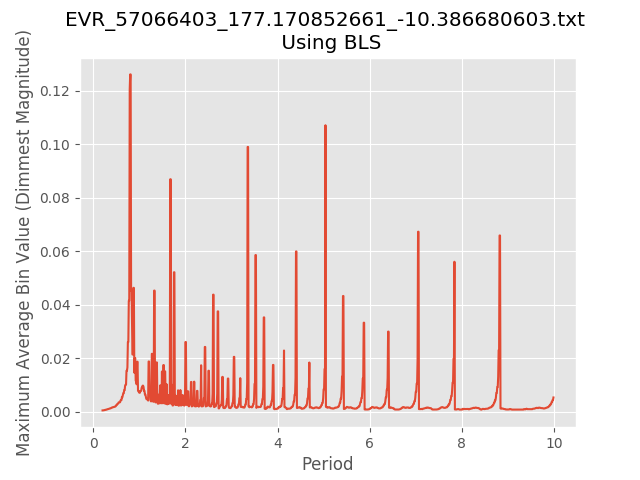 EVR_57066403_177.170852661_-10.386680603.txt
Using BLS
Maximum Average Bin Value (Dimmest Magnitude)
0.12
0.10
0.08
0.06
0.04
0.02
0.00
0 2 4 6 8 10
Period